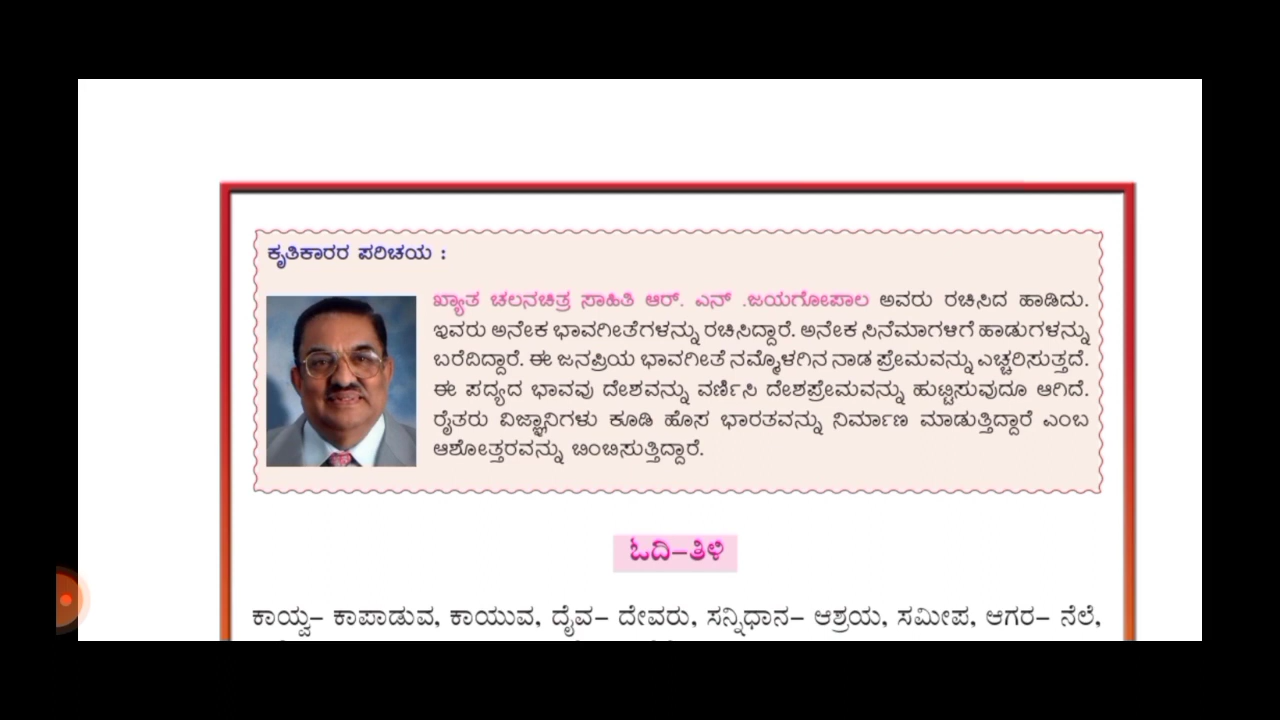 ಕೃತಿಕಾರರ ಪರಿಚಯ :
ಖ್ಯಾತ ಚಲನಚಿತ್ರ ಸಾಹಿತಿ ಆರ್. ಎನ್ .ಜಯಗೋಪಾಲ ಅವರು ರಚಿಸಿದ ಹಾಡಿದು.
ಇವರು ಅನೇಕ ಭಾವಗೀತೆಗಳನ್ನು ರಚಿಸಿದ್ದಾರೆ. ಅನೇಕ ಸಿನೆಮಾಗಳಿಗೆ ಹಾಡುಗಳನ್ನು
ಬರೆದಿದ್ದಾರೆ. ಈ ಜನಪ್ರಿಯ ಭಾವಗೀತೆ ನಮ್ಮೊಳಗಿನ ನಾಡ ಪ್ರೇಮವನ್ನು ಎಚ್ಚರಿಸುತ್ತದೆ.
ಈ ಪದ್ಯದ ಭಾವವು ದೇಶವನ್ನು ವರ್ಣಿಸಿ ದೇಶಪ್ರೇಮವನ್ನು ಹುಟ್ಟಿಸುವುದೂ ಆಗಿದೆ.
ರೈತರು ವಿಜ್ಞಾನಿಗಳು ಕೂಡಿ ಹೊಸ ಭಾರತವನ್ನು ನಿರ್ಮಾಣ ಮಾಡುತ್ತಿದ್ದಾರೆ ಎಂಬ
ಆಶೋತ್ತರವನ್ನು ಬಿಂಬಿಸುತ್ತಿದ್ದಾರೆ.
ಓದಿ–ತಿಳಿ
ಕಾಯ್ವ– ಕಾಪಾಡುವ, ಕಾಯುವ, ದೈವ– ದೇವರು, ಸನ್ನಿಧಾನ– ಆಶ್ರಯ, ಸಮೀಪ, ಆಗರ– ನೆಲೆ,